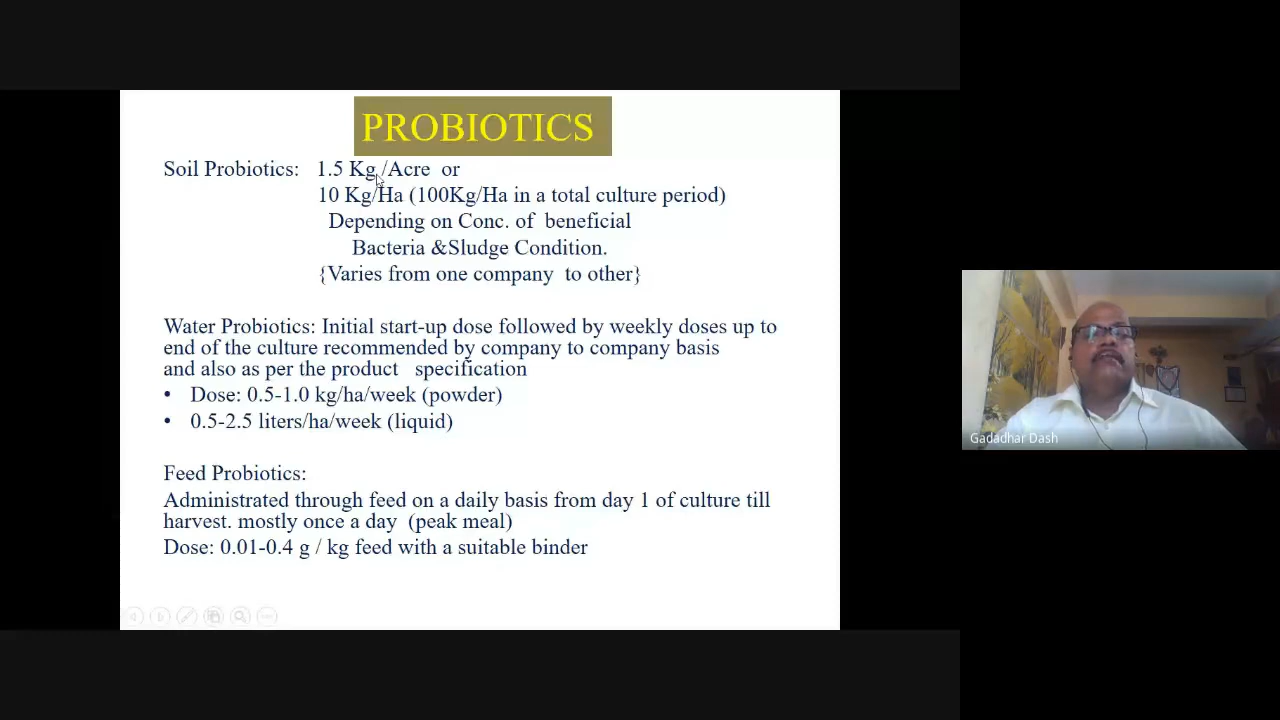 PROBIOTICS
Soil Probiotics: 1.5 Kg /Acre or
10 Kg/Ha (100Kg/Ha in a total culture period)
Depending on Conc. of beneficial
Bacteria &Sludge Condition.
{Varies from one company to other}
Water Probiotics: Initial start-up dose followed by weekly doses up to
end of the culture recommended by company to company basis
and also as per the product specification
• Dose: 0.5-1.0 kg/ha/week (powder)
• 0.5-2.5 liters/ha/week (liquid)
Feed Probiotics:
Administrated through feed on a daily basis from day 1 of culture till
harvest. mostly once a day (peak meal)
Dose: 0.01-0.4 g / kg feed with a suitable binder
Gadadhar Dash